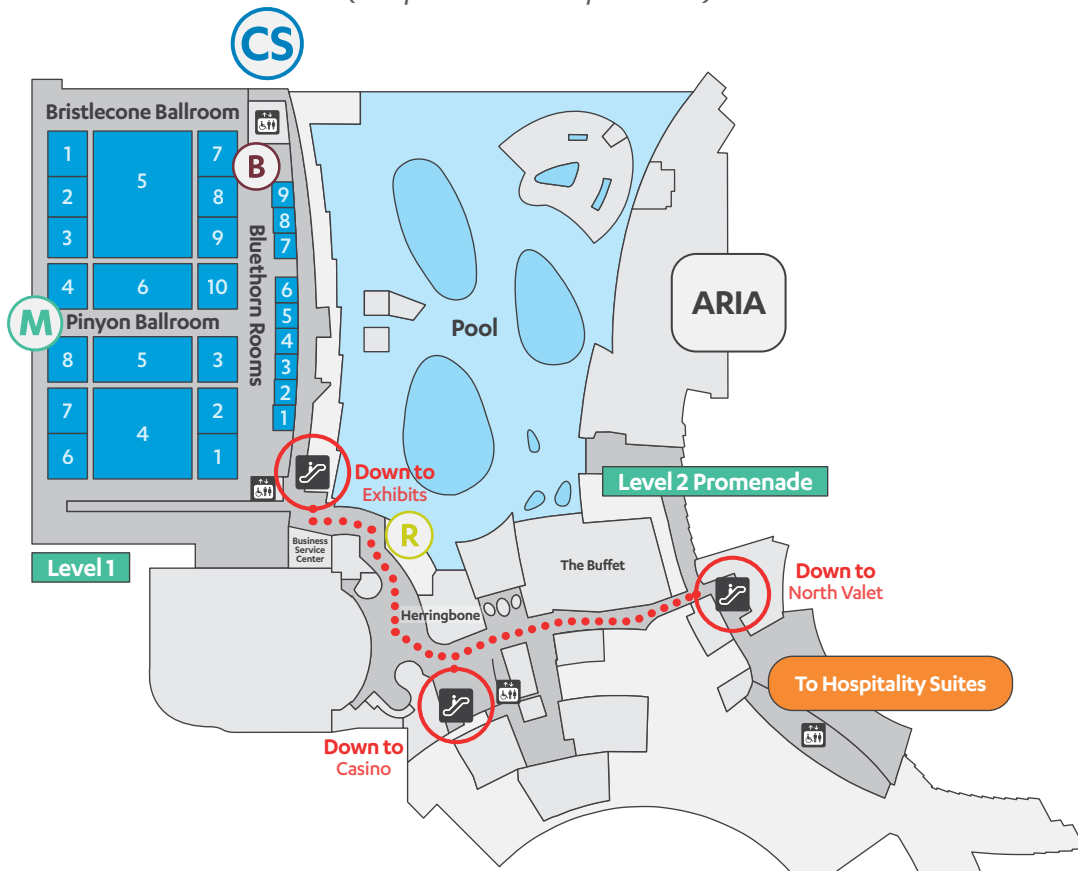 CS
Bristlecone Ballroom
1
2
3
5
7
8
9
4
6
10
B
M
Pinyon Ballroom
8
5
3
7
4
2
6
1
Bluethorn Rooms
9
8
7
6
5
4
3
2
1
Pool
ARIA
Down to
Exhibits
R
Level 2 Promenade
Business
Service
Center
Level 1
The Buffet
Herringbone
Down to
North Valet
To Hospitality Suites
Down to
Casino